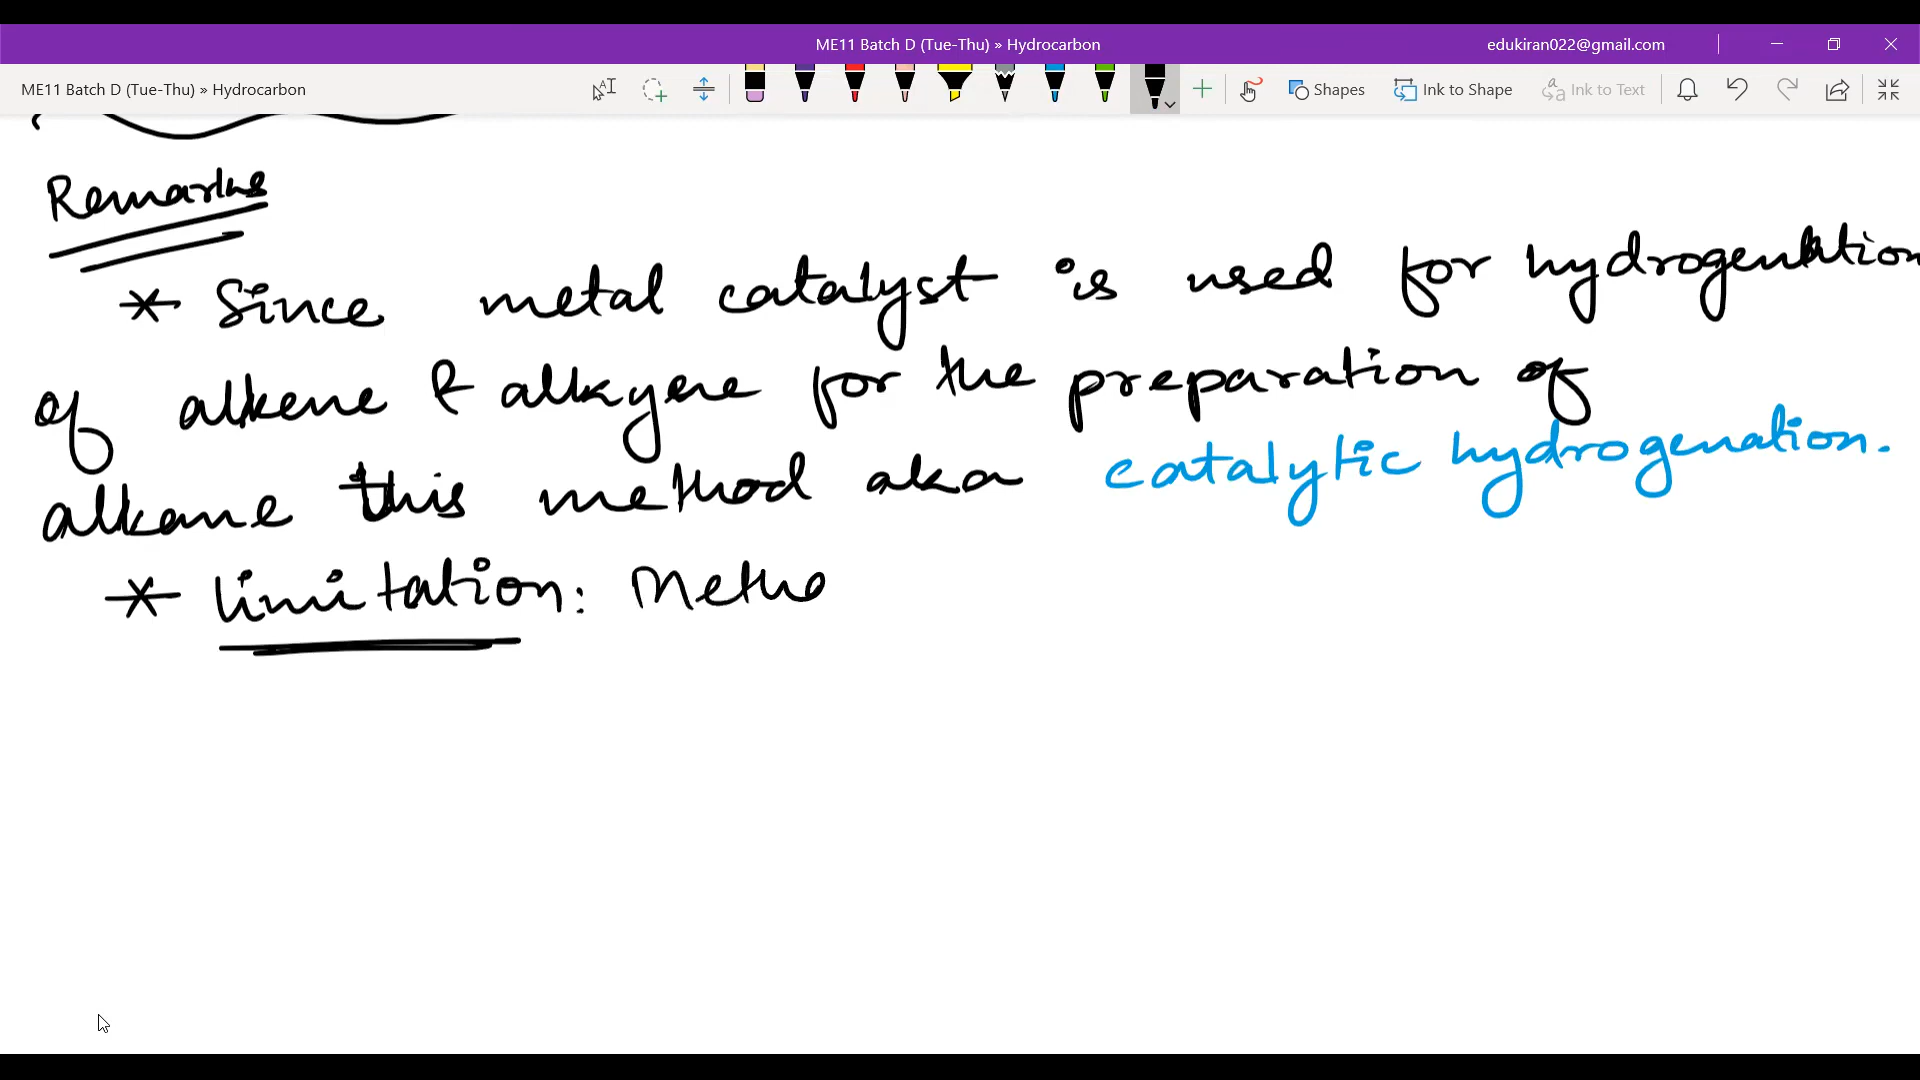 ME11 Batch D (Tue-Thu) » Hydrocarbon
edukiran022@gmail.com
ME11 Batch D (Tue-Thu) » Hydrocarbon
Shapes
Ink to Shape
Ink to Text
Remarks
* Since metal catalyst is used for hydrogenation
of alkene & alkyene for the preparation of
alkane this method aka catalytic hydrogenation.
* limitation: Metho